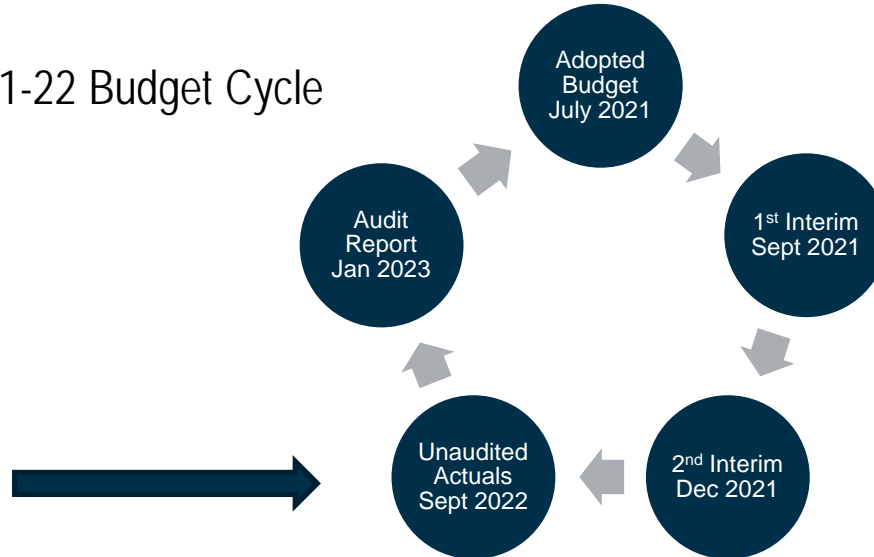 1-22 Budget Cycle
Adopted
Budget
July 2021
1st Interim
Sept 2021
2nd Interim
Dec 2021
Unaudited
Actuals
Sept 2022
Audit
Report
Jan 2023